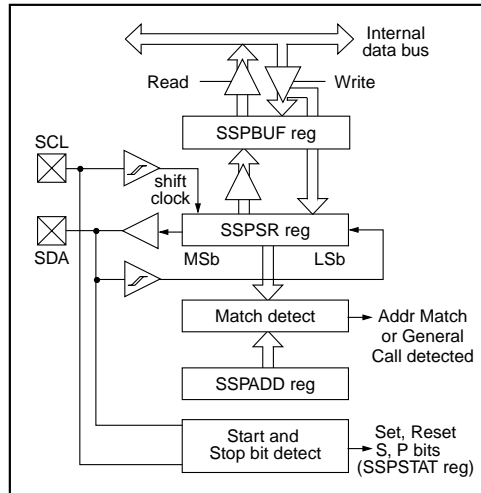 Internal
data bus
Read
Write
SSPBUF reg
SCL
shift
clock
SSPSR reg
SDA
MSb
LSb
Match detect
Addr Match
or General
Call detected
SSPADD reg
Start and
Stop bit detect
Set, Reset
S, P bits
(SSPSTAT reg)